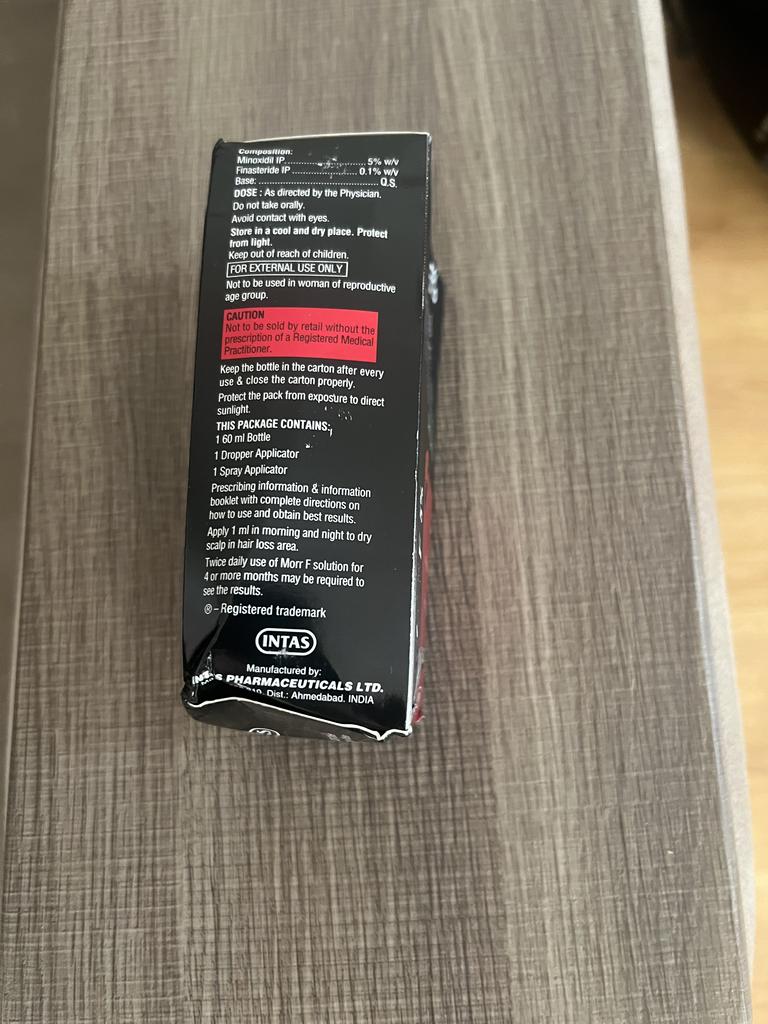 Composition:
Minoxidil IP.......................... 5% w/v
Finasteride IP ...................... 0.1% w/v
Base: ....................................... Q.S.
DOSE : As directed by the Physician.
Do not take orally.
Avoid contact with eyes.
Store in a cool and dry place. Protect
from light.
Keep out of reach of children.
FOR EXTERNAL USE ONLY
Not to be used in woman of reproductive
age group.
CAUTION
Not to be sold by retail without the
prescription of a Registered Medical
Practitioner.
Keep the bottle in the carton after every
use & close the carton properly.
Protect the pack from exposure to direct
sunlight.
THIS PACKAGE CONTAINS:
1 60 ml Bottle
1 Dropper Applicator
1 Spray Applicator
Prescribing information & information
booklet with complete directions on
how to use and obtain best results.
Apply 1 ml in morning and night to dry
scalp in hair loss area.
Twice daily use of Morr F solution for
4 or more months may be required to
see the results.
® – Registered trademark
INTAS
Manufactured by:
PHARMACEUTICALS LTD.
Dist.: Ahmedabad. INDIA